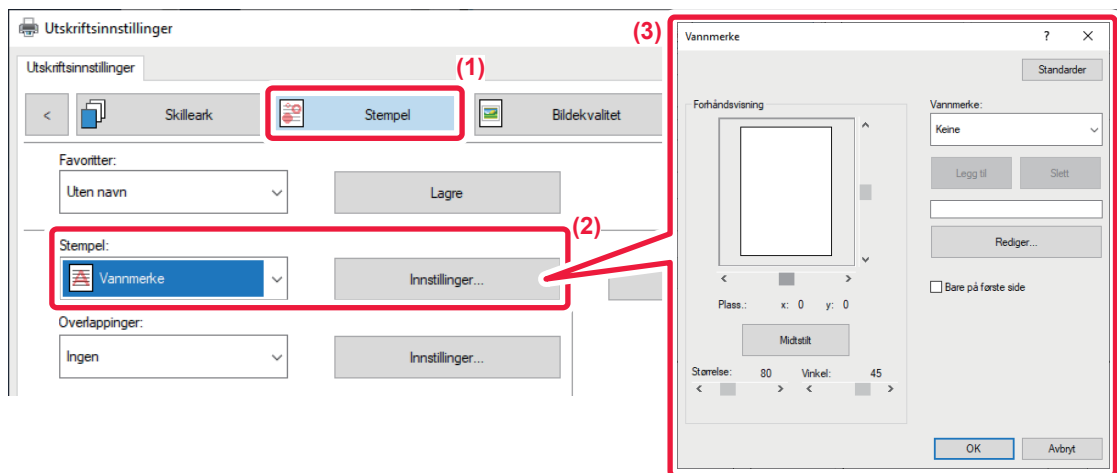 Utskriftsinnstillinger
Utskriftsinnstillinger
(1)
<
Skilleark
Stempel
Bildekvalitet
Favoritter:
Uten navn
Lagre
(2)
Stempel:
Vannmerke
Innstillinger...
Overlappinger:
Ingen
Innstillinger...
(3)
Vannmerke
?
Standarder
Forhåndsvisning
Plass.: x: 0 y: 0
Midtstilt
Størrelse: 80 Vinkel: 45
Vannmerke:
Keine
Legg til Slett
Rediger...
Bare på første side
OK Avbryt